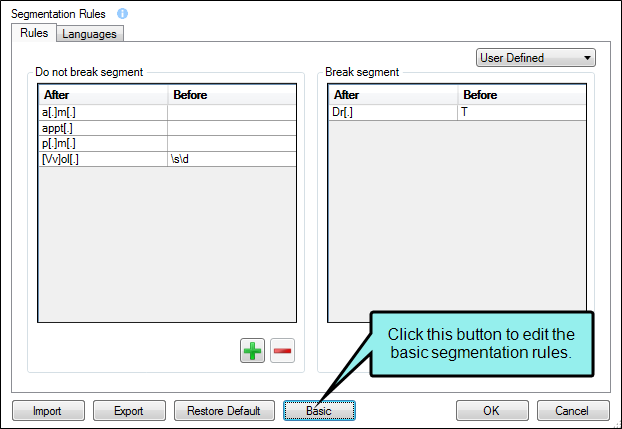 Segmentation Rules
Rules Languages
User Defined
Do not break segment
After Before
a[.]m[.]
appt[.]
p[.]m[.]
[Vv]ol[.] \s\d
Break segment
After Before
Dr[.] T
Click this button to edit the
basic segmentation rules.
Import Export Restore Default Basic OK Cancel